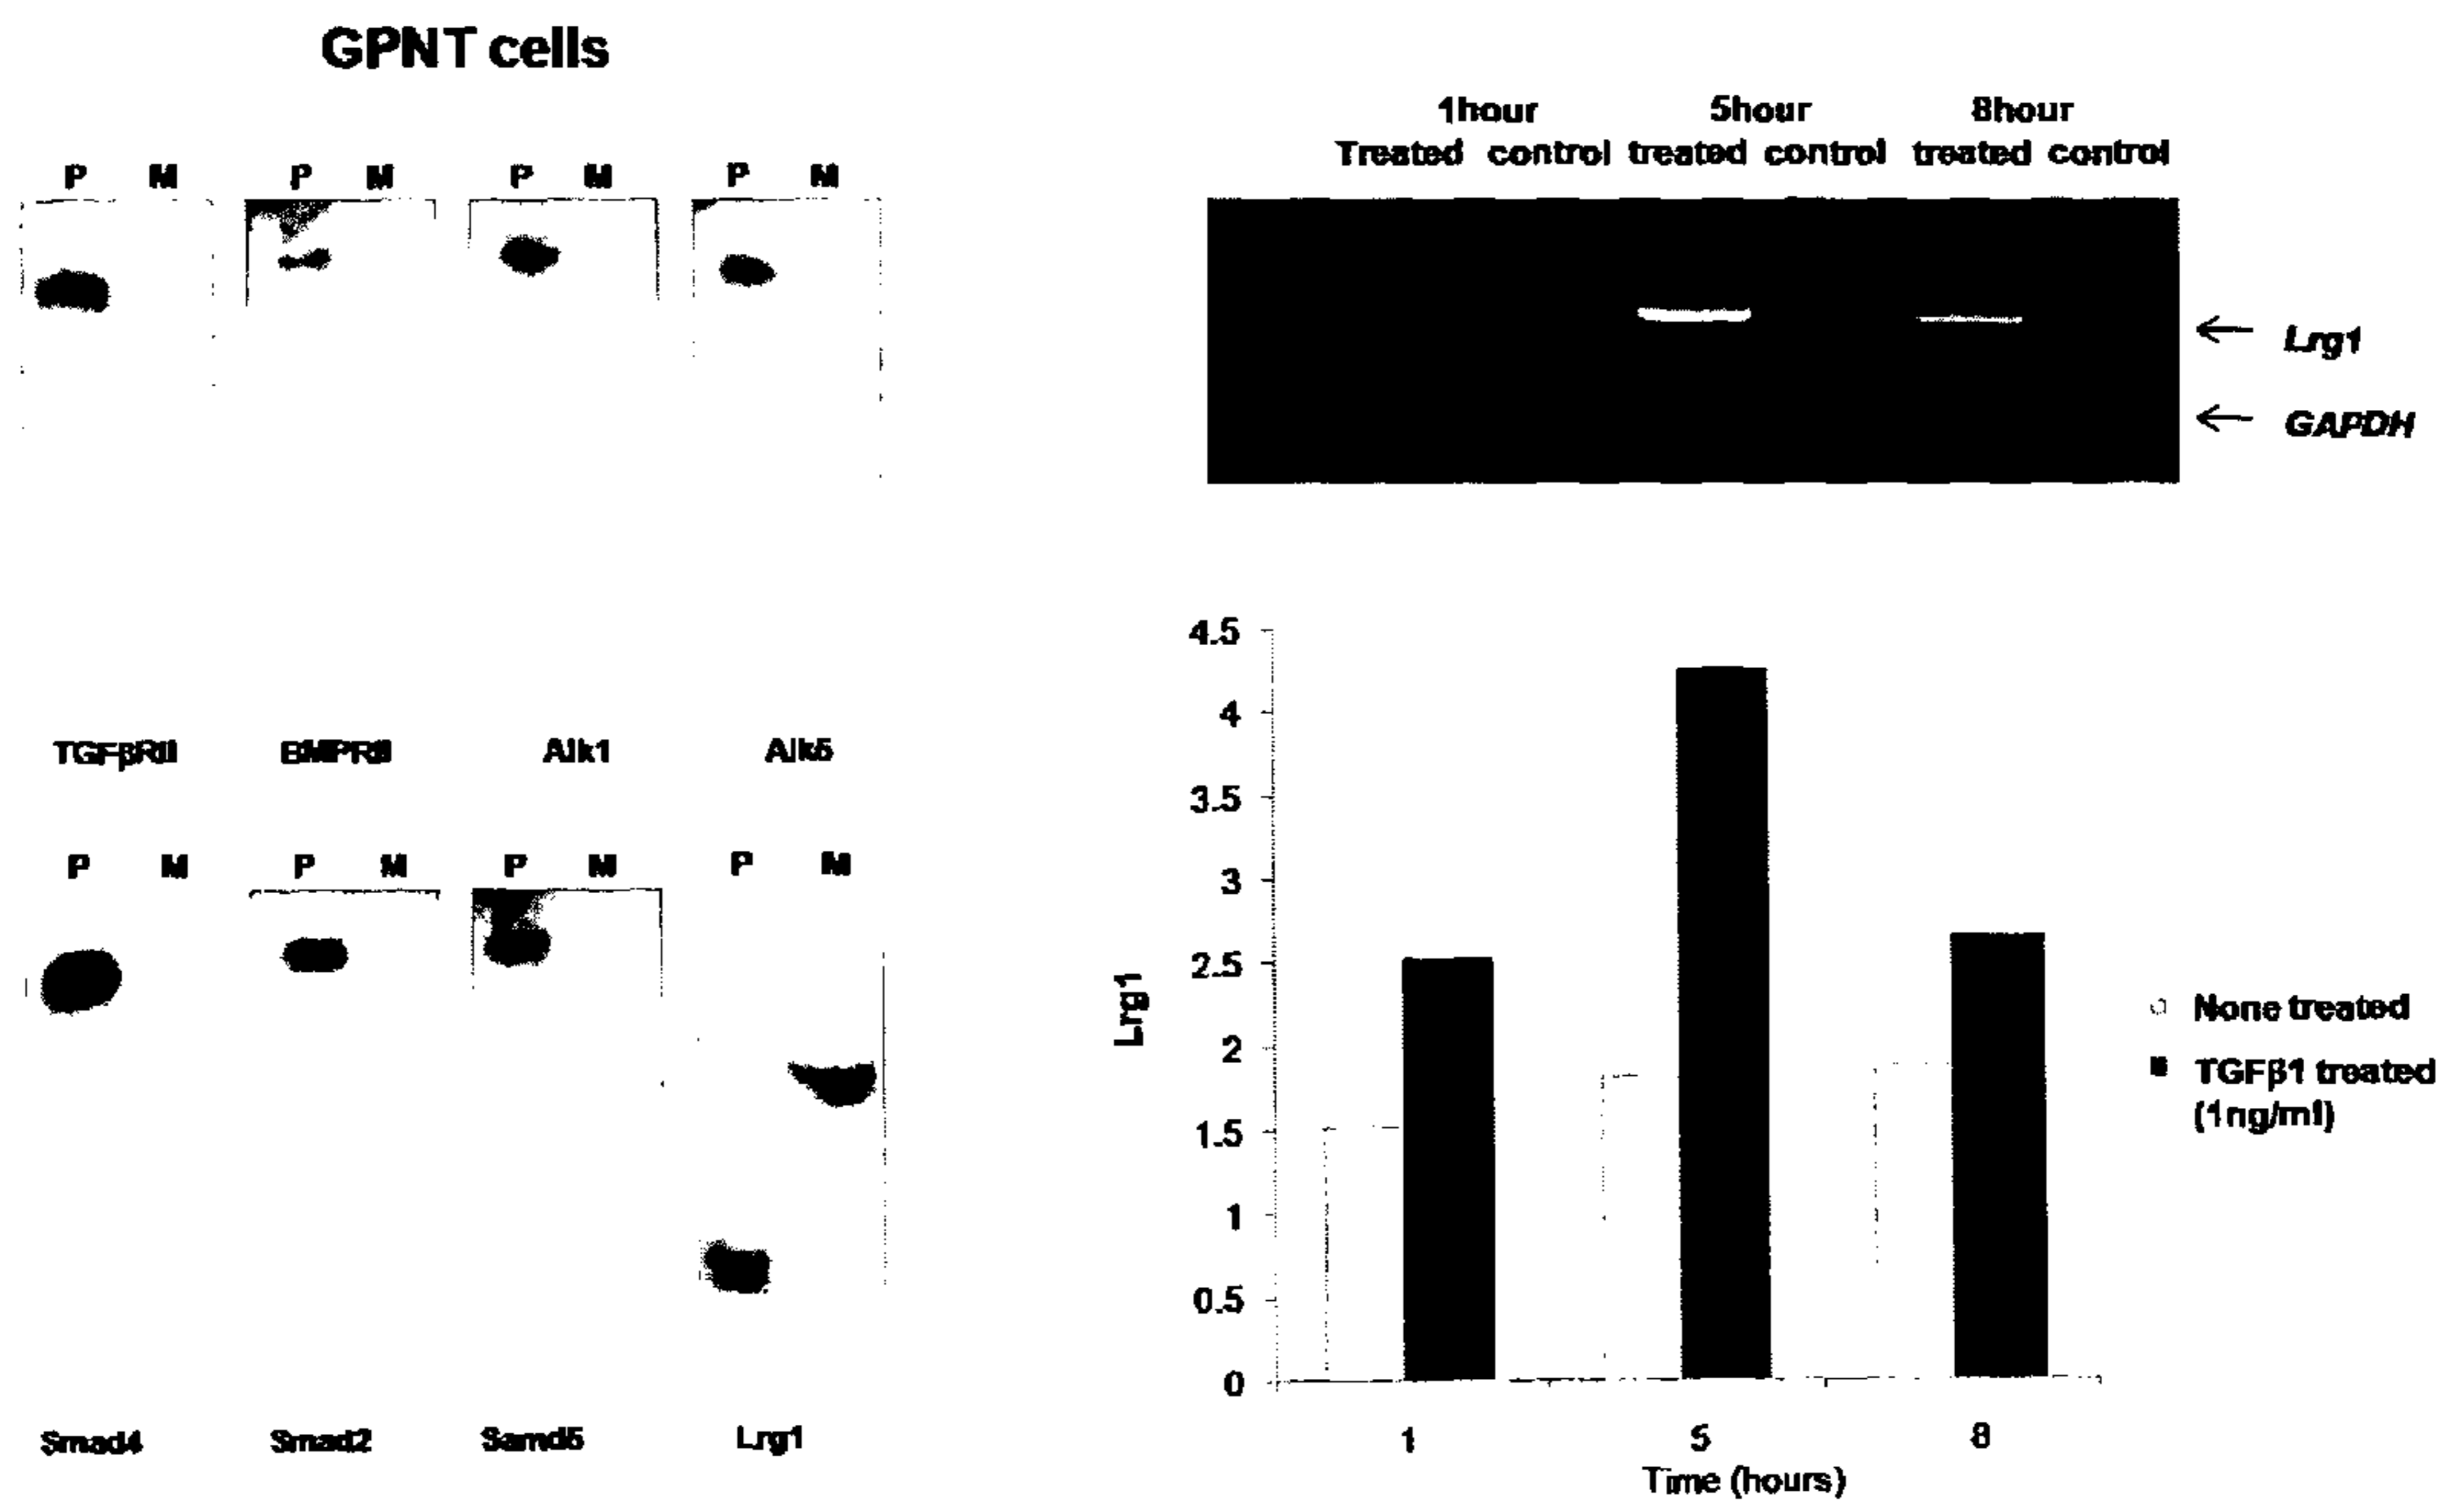 GPNT cells
P M P M P M P M
TGFβRII BMPRII Alk1 Alk5
P M P M P M P M
Smad4 Smad2 Samd5 Lrg1
1hour 5hour 8hour
Treated control treated control treated control
Lrg1
GAPDH
4.5
4
3.5
3
2.5
2
1.5
1
0.5
0
Lrg1
1 5 8
Time (hours)
None treated
TGFβ1 treated
(1ng/ml)